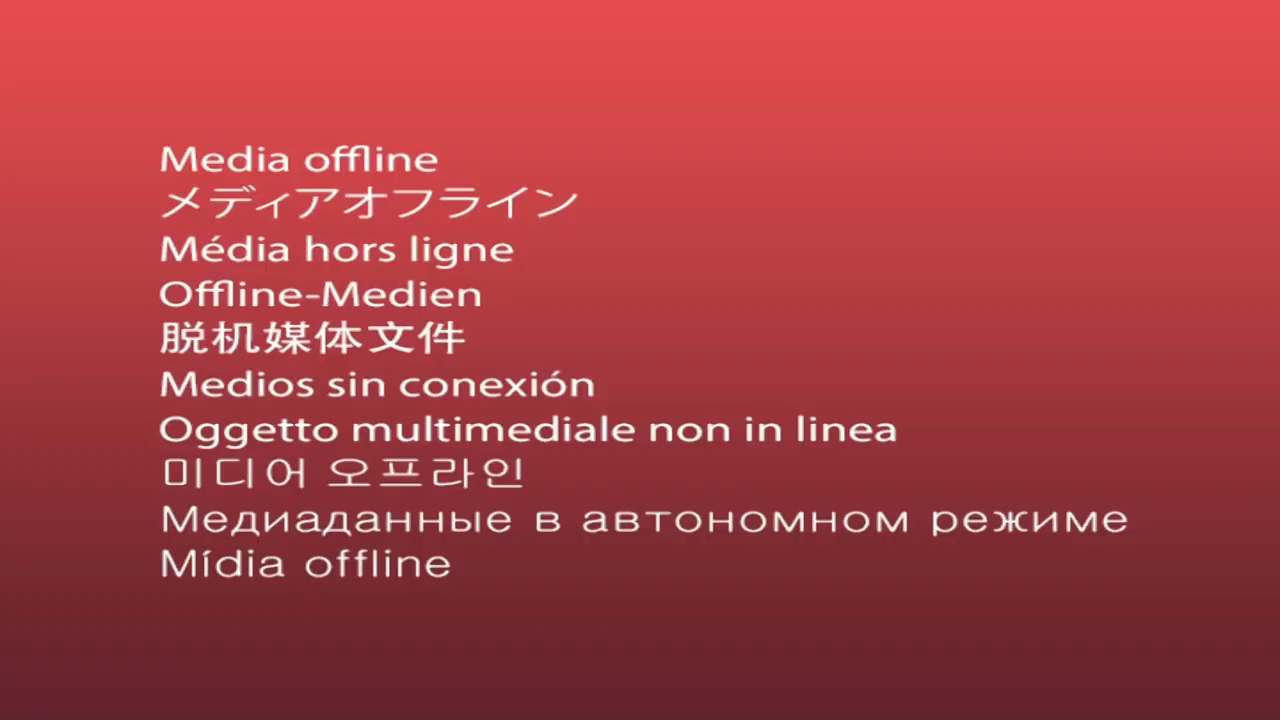 Media offline
メディアオフライン
Média hors ligne
Offline-Medien
脱机媒体文件
Medios sin conexión
Oggetto multimediale non in linea
미디어 오프라인
Медиаданные в автономном режиме
Mídia offline